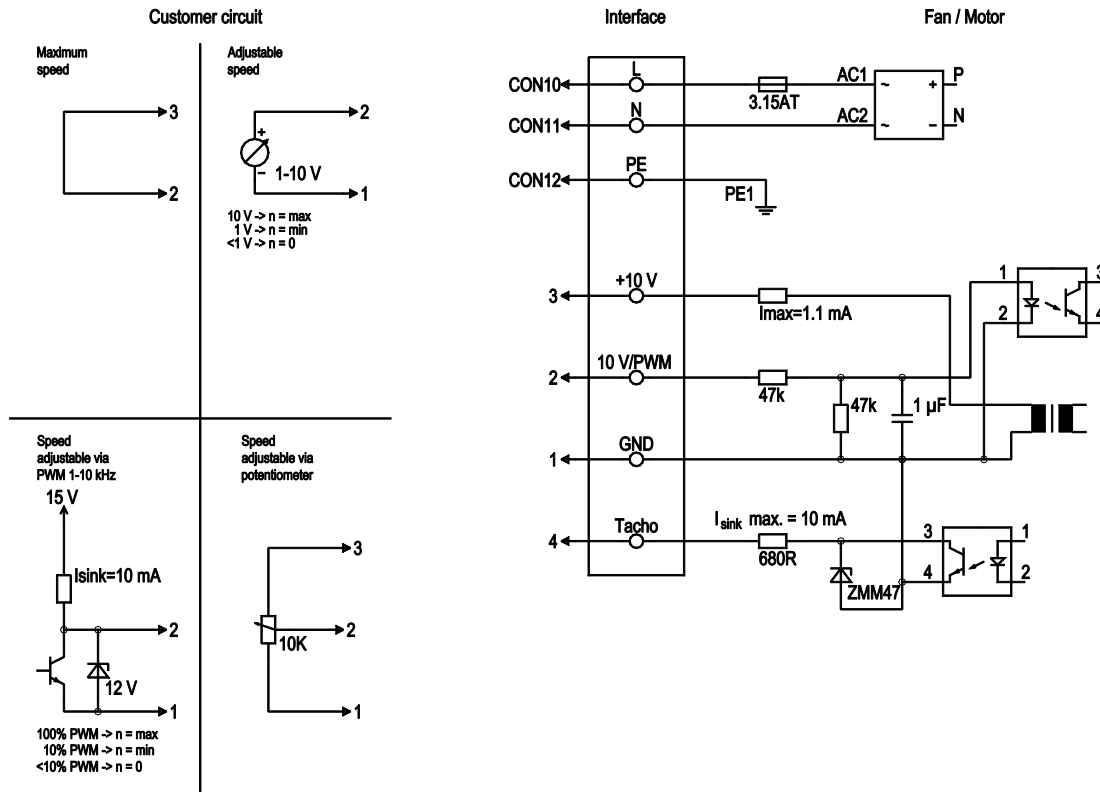 Customer circuit
Interface
Fan / Motor
Maximum
speed
3
2
Adjustable
speed
2
+
1-10 V
−
1
10 V -> n = max
1 V -> n = min
<1 V -> n = 0
Speed
adjustable via
PWM 1-10 kHz
15 V
Isink=10 mA
2
12 V
1
100% PWM -> n = max
10% PWM -> n = min
<10% PWM -> n = 0
Speed
adjustable via
potentiometer
3
2
10K
1
CON10
L
3.15AT
AC1
~
+
P
CON11
N
AC2
~
−
N
CON12
PE
PE1
3
+10 V
Imax=1.1 mA
1
2
3
4
2
10 V/PWM
47k
47k
1 µF
1
GND
4
Tacho
Isink max. = 10 mA
680R
ZMM47
3
4
1
2